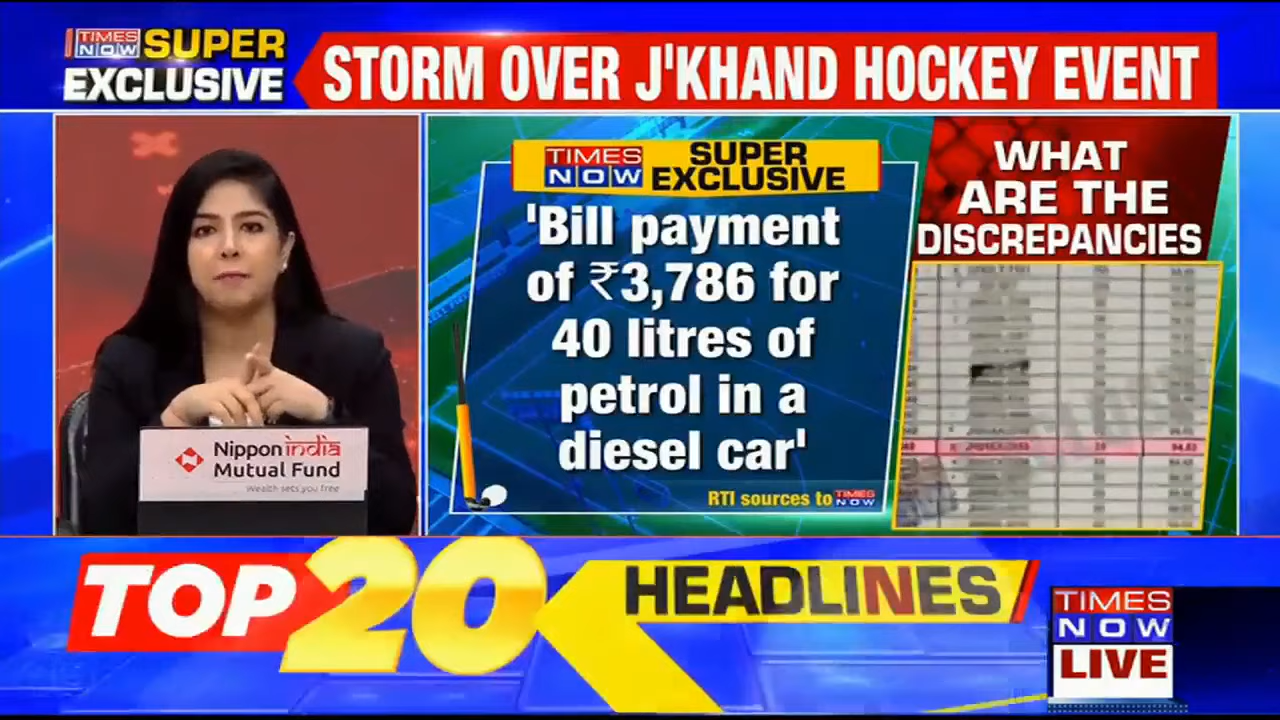 TIMES
NOW
SUPER
EXCLUSIVE
STORM OVER J'KHAND HOCKEY EVENT
TIMES
NOW
SUPER
EXCLUSIVE
'Bill payment
of ₹3,786 for
40 litres of
petrol in a
diesel car'
RTI sources to TIMES NOW
WHAT
ARE THE
DISCREPANCIES
Nippon india
Mutual Fund
Wealth sets you free
TOP 20 HEADLINES
TIMES
NOW
LIVE